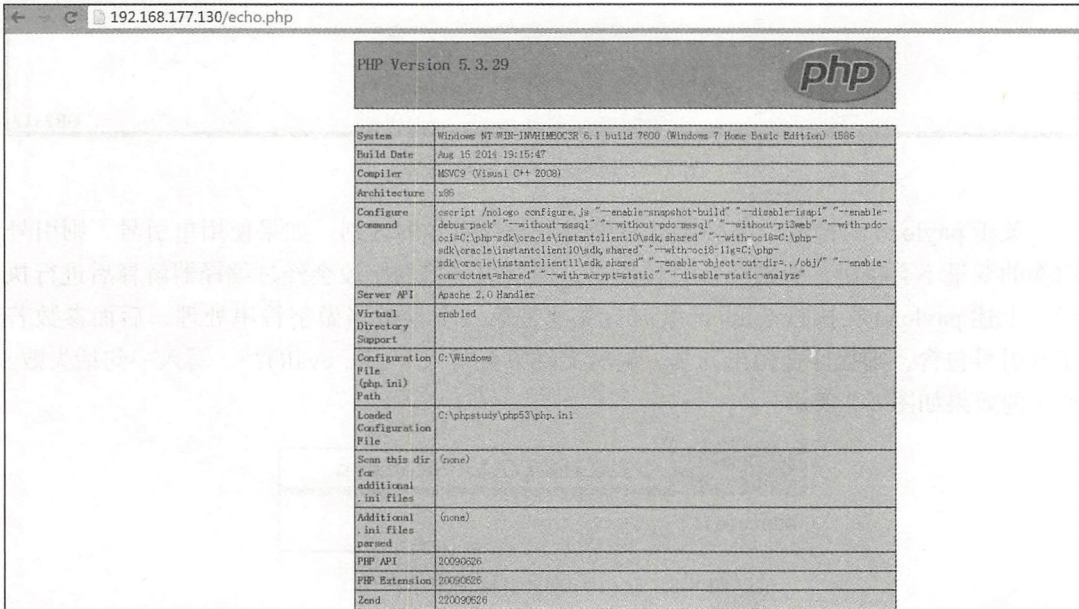 192.168.177.130/echo.php
PHP Version 5.3.29
php
System Windows NT WIN-INVHIMBOC3R 6.1 build 7600 (Windows 7 Home Basic Edition) i586
Build Date Aug 15 2014 19:15:47
Compiler MSVC9 (Visual C++ 2008)
Architecture x86
Configure cscript /nologo configure.js "--enable-snapshot-build" "--disable-isapi" "--enable-
Command debug-pack" "--without-mssql" "--without-pdo-mssql" "--without-pi3web" "--with-pdo-
oci=C:\php-sdk\oracle\instantclient10\sdk,shared" "--with-oci8=C:\php-
sdk\oracle\instantclient10\sdk,shared" "--with-oci8-11g=C:\php-
sdk\oracle\instantclient11\sdk,shared" "--enable-object-out-dir=../obj/" "--enable-
com-dotnet=shared" "--with-mcrypt=static" "--disable-static-analyze"
Server API Apache 2.0 Handler
Virtual enabled
Directory
Support
Configuration C:\Windows
File
(php.ini)
Path
Loaded C:\phpstudy\php53\php.ini
Configuration
File
Scan this dir (none)
for
additional
.ini files
Additional (none)
.ini files
parsed
PHP API 20090626
PHP Extension 20090626
Zend 220090626